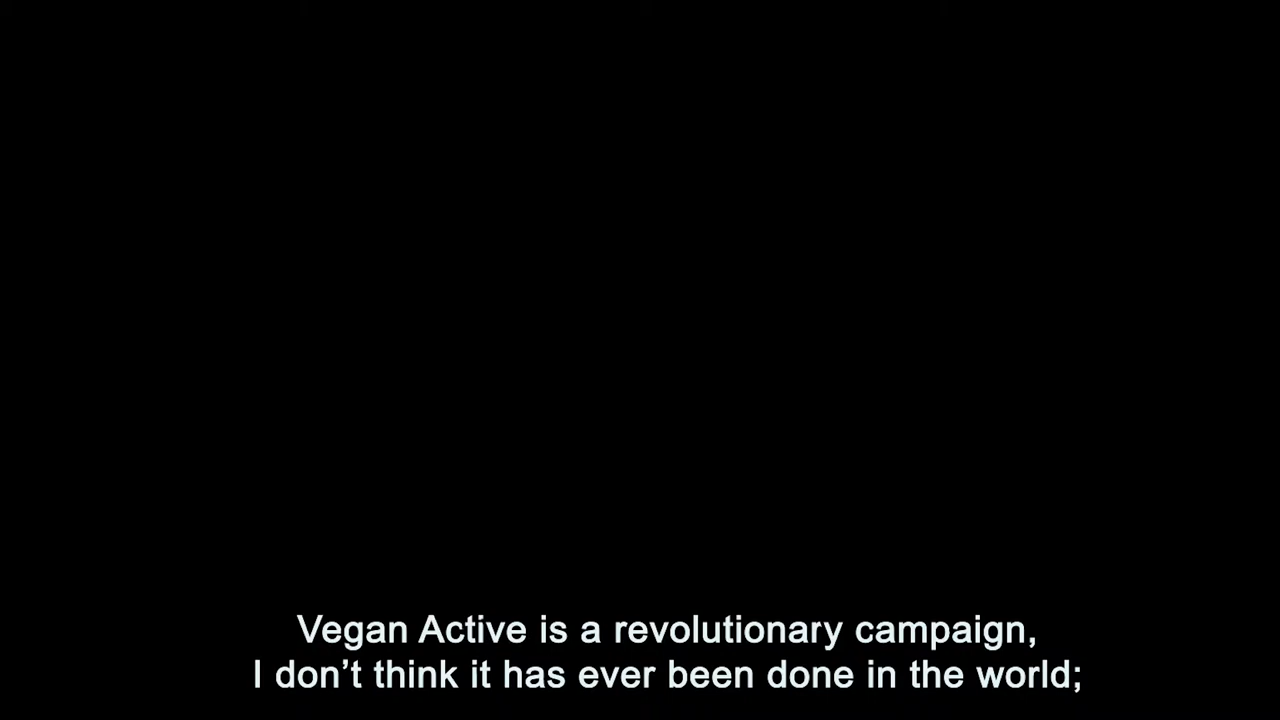 Vegan Active is a revolutionary campaign,
I don’t think it has ever been done in the world;